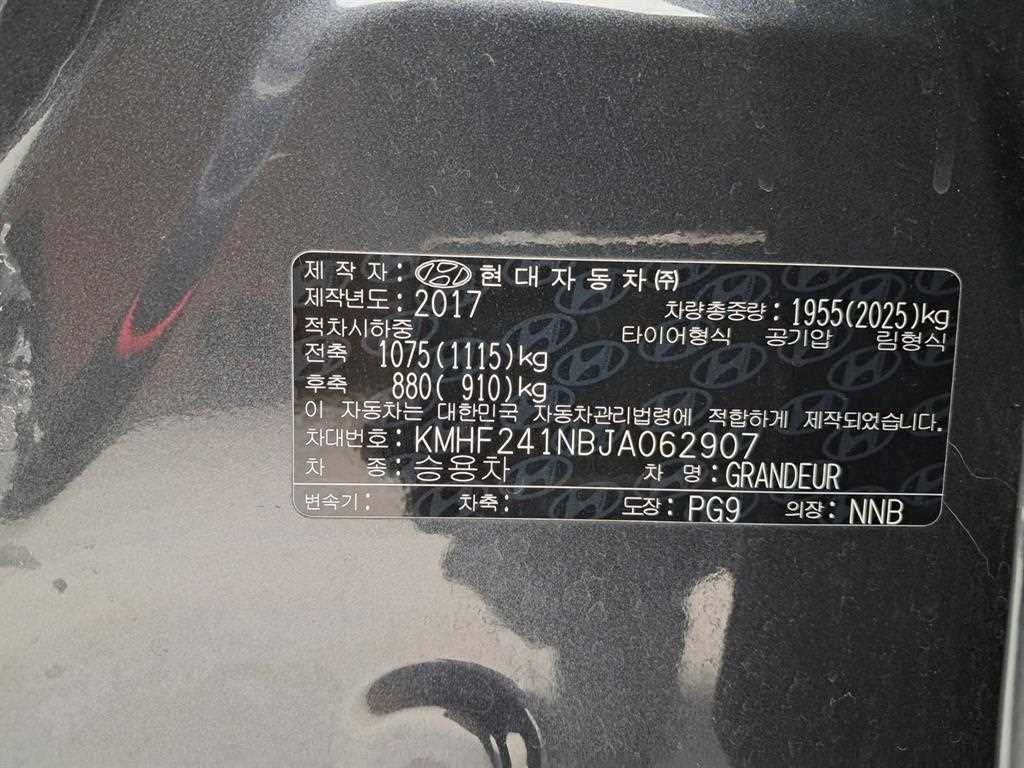 제 작 자 : 현대자동차㈜
제작년도 : 2017 차량총중량 : 1955(2025)kg
적차시하중 타이어형식 공기압 림형식
전축 1075(1115)kg
후축 880( 910)kg
이 자동차는 대한민국 자동차관리법령에 적합하게 제작되었습니다.
차대번호 : KMHF241NBJA062907
차 종 : 승용차 차 명 : GRANDEUR
변속기 : 차축 : 도장 : PG9 의장 : NNB